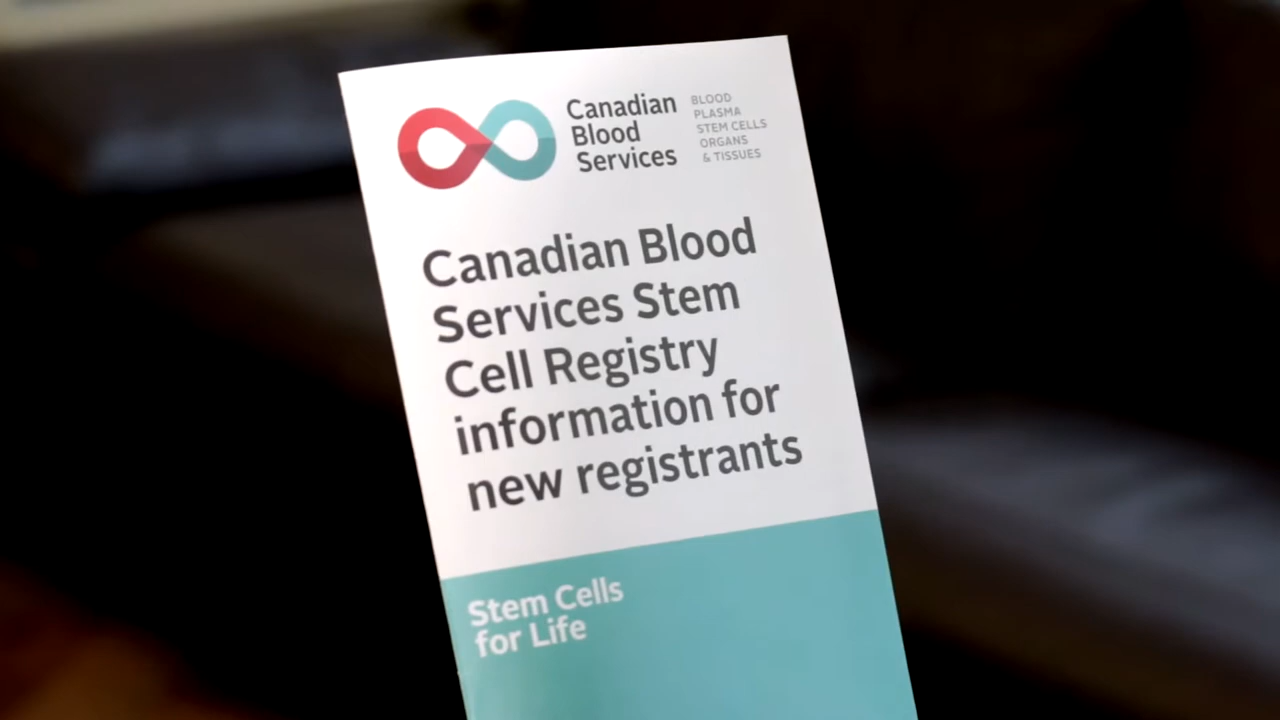 Canadian
Blood
Services
BLOOD
PLASMA
STEM CELLS
ORGANS
& TISSUES
Canadian Blood
Services Stem
Cell Registry
information for
new registrants
Stem Cells
for Life